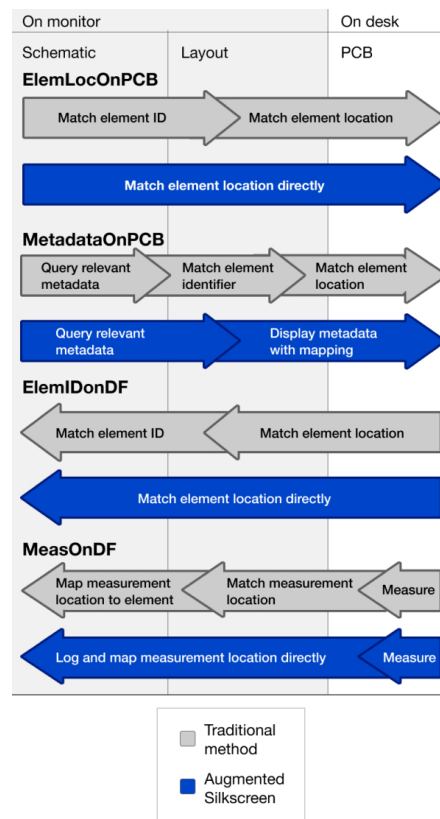 On monitor On desk
Schematic Layout PCB
ElemLocOnPCB
Match element ID Match element location
Match element location directly
MetadataOnPCB
Query relevant
metadata
Match element
identifier
Match element
location
Query relevant
metadata
Display metadata
with mapping
ElemIDonDF
Match element ID Match element location
Match element location directly
MeasOnDF
Map measurement
location to element
Match measurement
location
Measure
Log and map measurement location directly Measure
Traditional
method
Augmented
Silkscreen